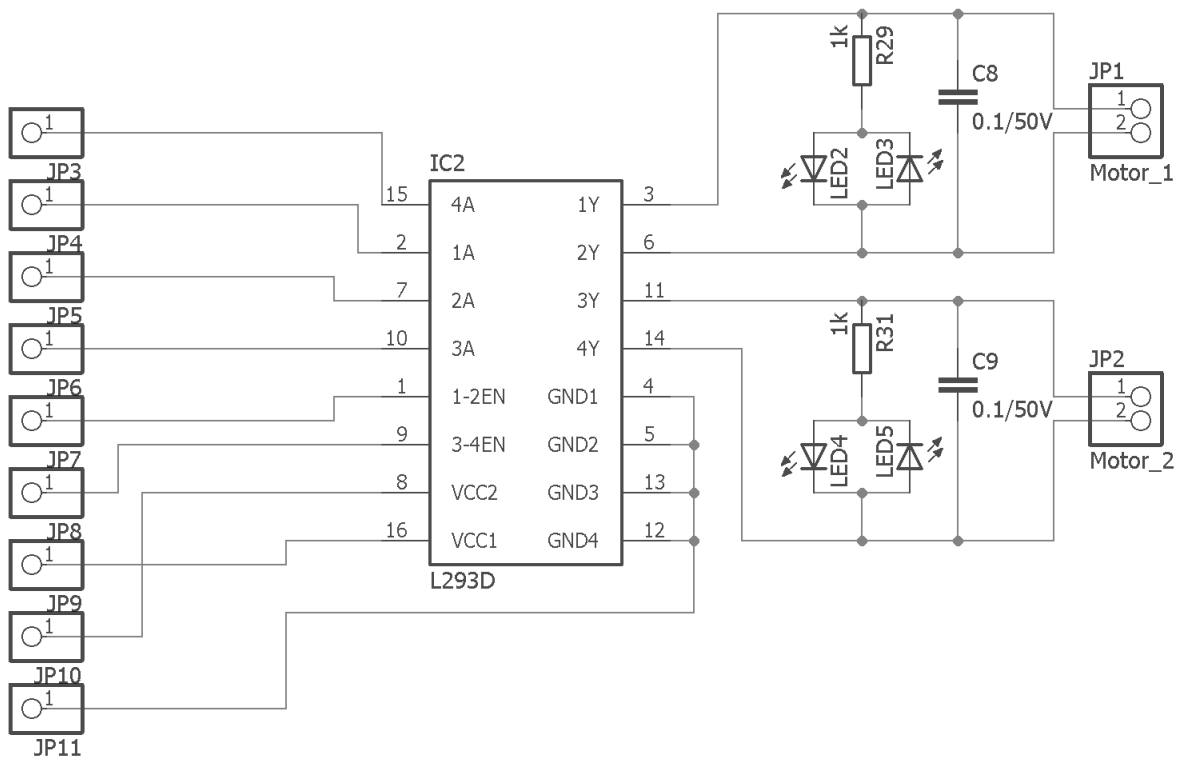 1k
R29
C8
0.1/50V
LED2
LED3
JP1
1
2
Motor_1
1
JP3
1
JP4
1
JP5
1
JP6
1
JP7
1
JP8
1
JP9
1
JP10
1
JP11
IC2
15 4A 1Y 3
2 1A 2Y 6
7 2A 3Y 11
10 3A 4Y 14
1 1-2EN GND1 4
9 3-4EN GND2 5
8 VCC2 GND3 13
16 VCC1 GND4 12
L293D
1k
R31
C9
0.1/50V
LED4
LED5
JP2
1
2
Motor_2